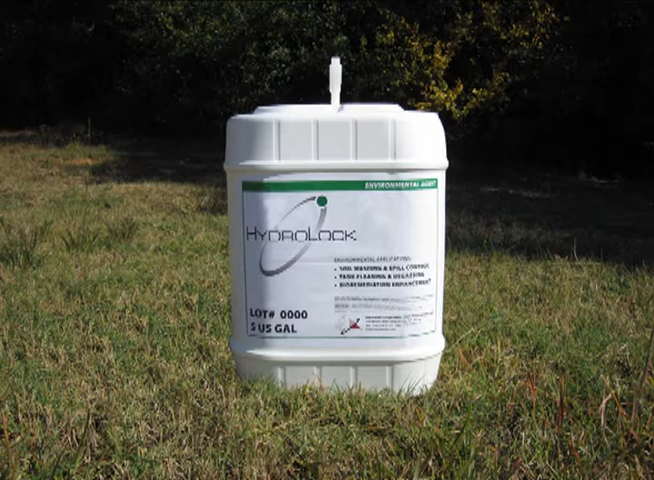 ENVIRONMENTAL AGENT
HYDROLOCK
ENVIRONMENTAL APPLICATIONS:
• SOIL WASHING & SPILL CONTROL
• TANK CLEANING & DEGASSING
• BIOREMEDIATION ENHANCEMENT
LOT# 0000
5 US GAL